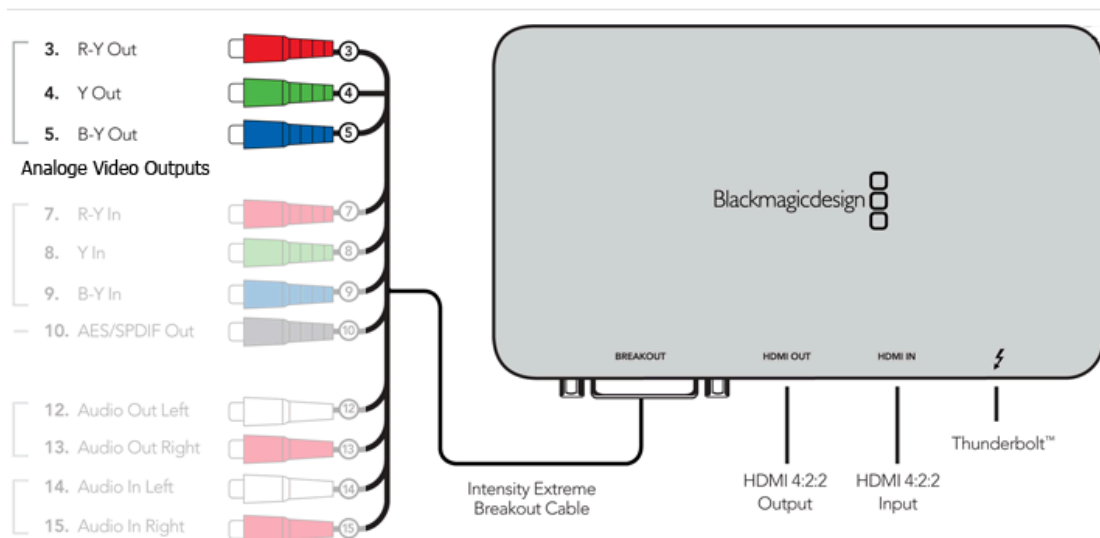 3. R-Y Out
3
4. Y Out
4
5. B-Y Out
5
Analoge Video Outputs
7. R-Y In
7
8. Y In
8
9. B-Y In
9
10. AES/SPDIF Out
10
12. Audio Out Left
12
13. Audio Out Right
13
14. Audio In Left
14
15. Audio In Right
15
Blackmagicdesign
BREAKOUT
HDMI OUT
HDMI IN
Intensity Extreme
Breakout Cable
HDMI 4:2:2
Output
HDMI 4:2:2
Input
Thunderbolt™